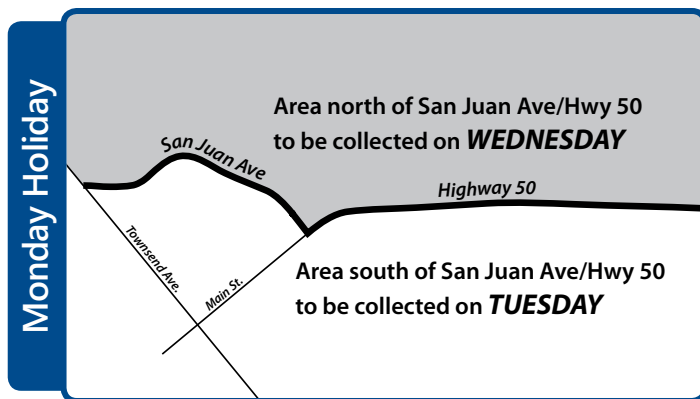 Monday Holiday
Area north of San Juan Ave/Hwy 50
to be collected on WEDNESDAY
San Juan Ave
Highway 50
Townsend Ave.
Main St.
Area south of San Juan Ave/Hwy 50
to be collected on TUESDAY